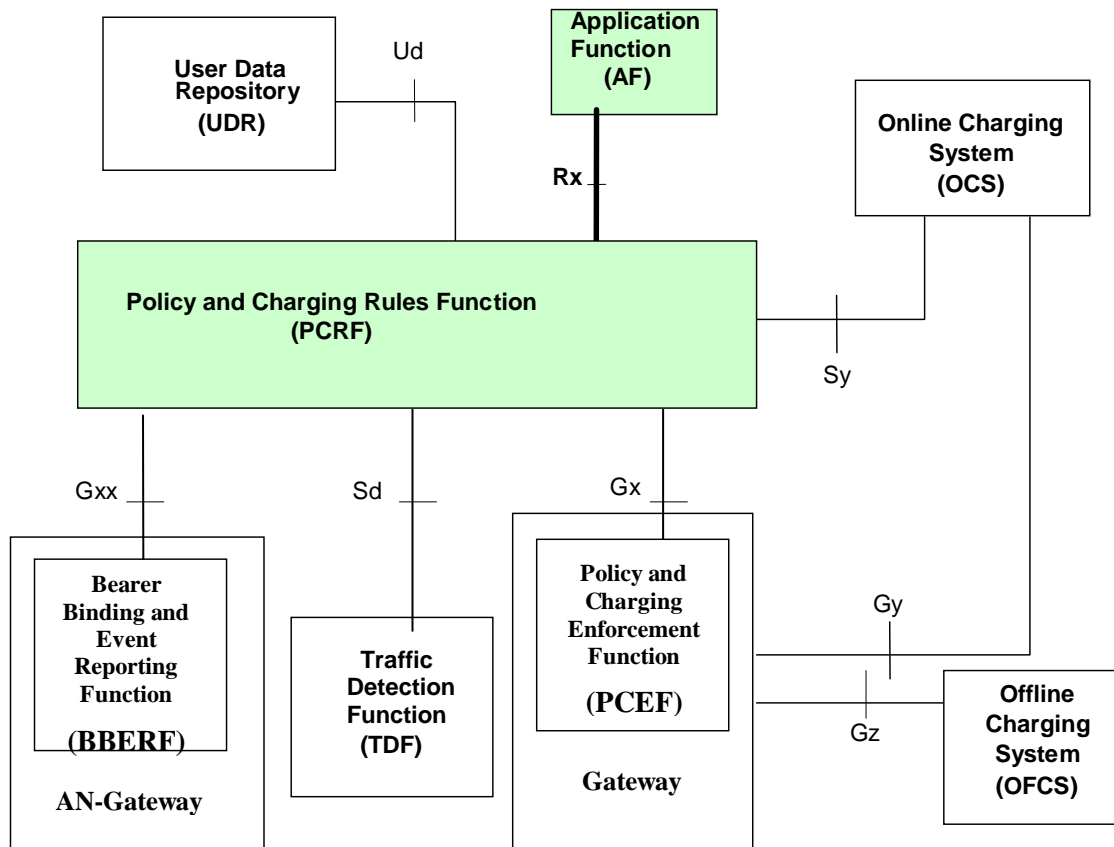 User Data
Repository
(UDR)
Ud
Application
Function
(AF)
Rx
Online Charging
System
(OCS)
Policy and Charging Rules Function
(PCRF)
Sy
Gxx
Sd
Gx
Bearer
Binding and
Event
Reporting
Function
(BBERF)
AN-Gateway
Traffic
Detection
Function
(TDF)
Policy and
Charging
Enforcement
Function
(PCEF)
Gateway
Gy
Gz
Offline
Charging
System
(OFCS)